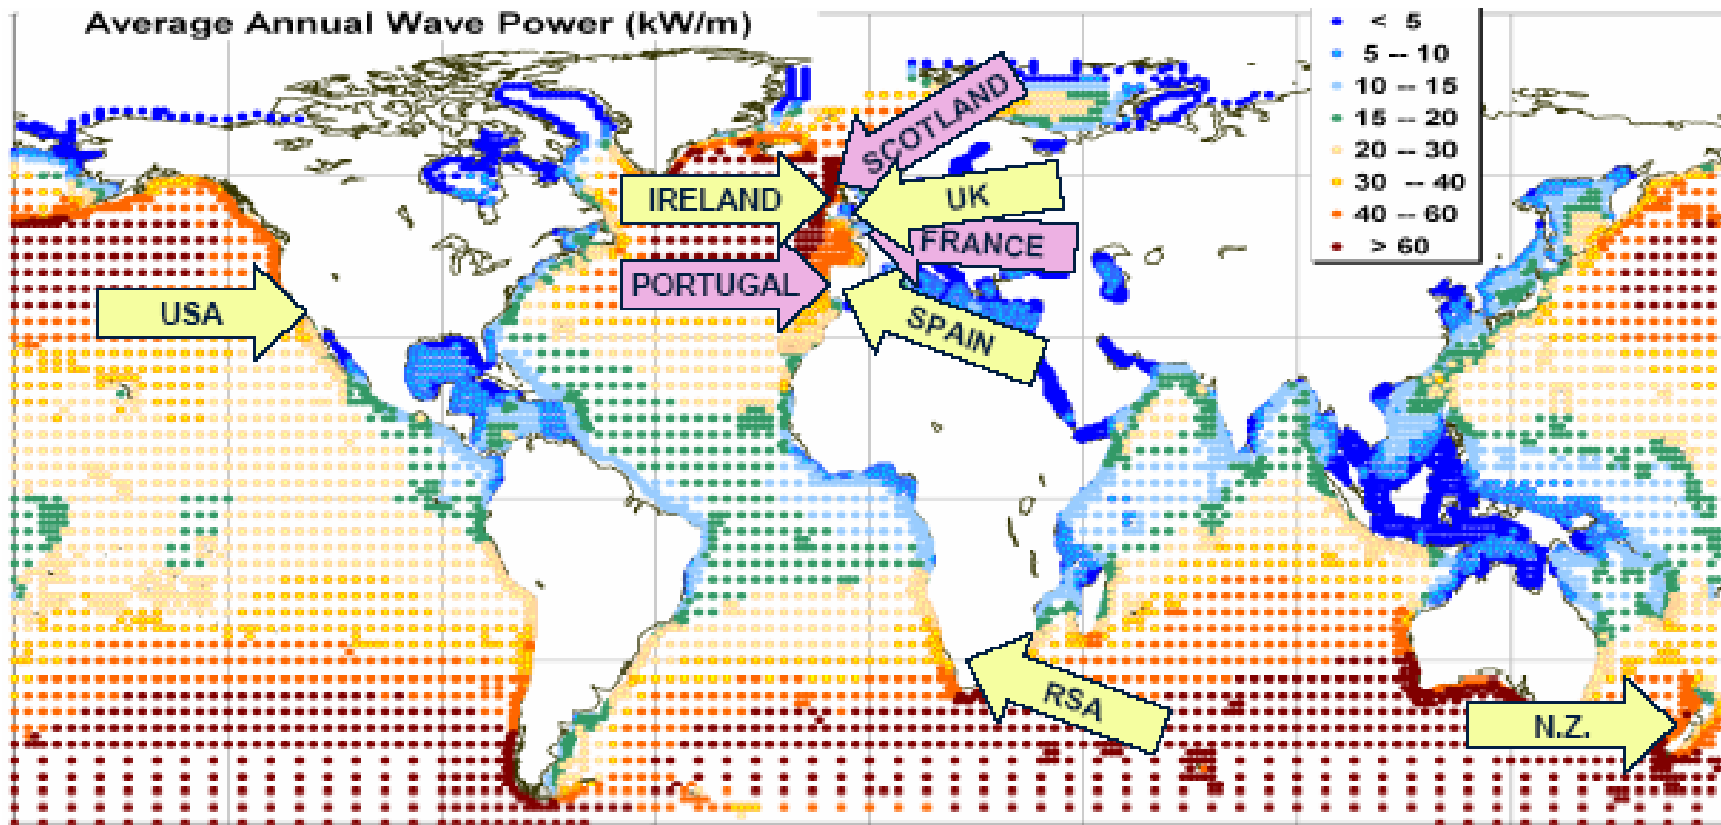 Average Annual Wave Power (kW/m)
< 5
5 -- 10
10 -- 15
15 -- 20
20 -- 30
30 -- 40
40 -- 60
> 60
SCOTLAND
IRELAND
UK
FRANCE
PORTUGAL
USA
SPAIN
RSA
N.Z.